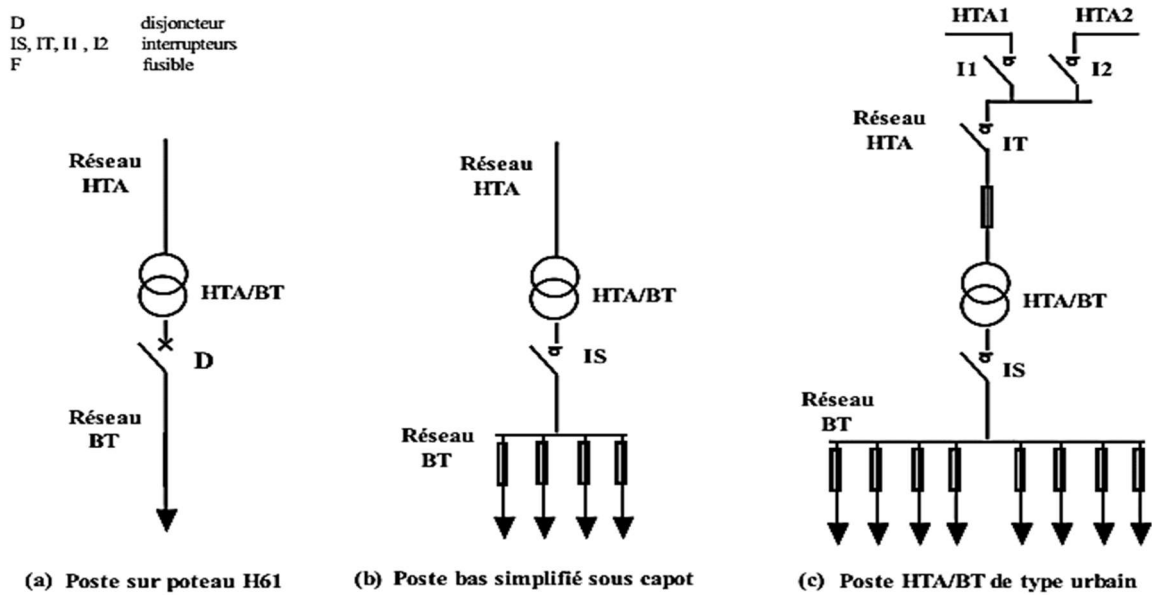 D disjoncteur
IS, IT, I1 , I2 interrupteurs
F fusible
Réseau
HTA
HTA/BT
D
Réseau
BT
(a) Poste sur poteau H61
Réseau
HTA
HTA/BT
IS
Réseau
BT
(b) Poste bas simplifié sous capot
HTA1 HTA2
I1 I2
Réseau
HTA
IT
HTA/BT
IS
Réseau
BT
(c) Poste HTA/BT de type urbain